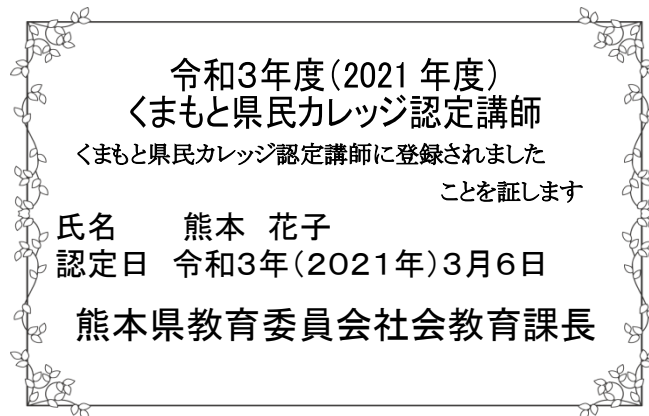 令和３年度（2021 年度）
くまもと県民カレッジ認定講師
くまもと県民カレッジ認定講師に登録されました
ことを証します
氏名　　熊本　花子
認定日　令和３年（２０２１年）３月６日
熊本県教育委員会社会教育課長